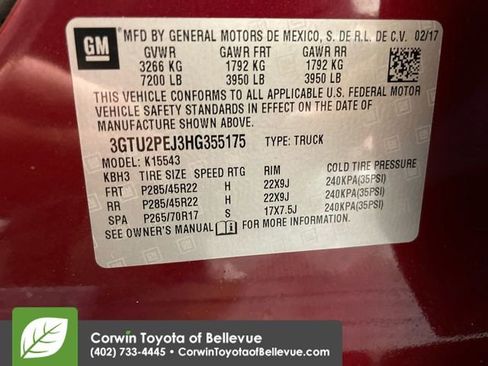 GM
MFD BY GENERAL MOTORS DE MEXICO, S. DE R.L. DE C.V. 02/17
GVWR GAWR FRT GAWR RR
3266 KG 1792 KG 1792 KG
7200 LB 3950 LB 3950 LB
THIS VEHICLE CONFORMS TO ALL APPLICABLE U.S. FEDERAL MOTOR
VEHICLE SAFETY STANDARDS IN EFFECT ON THE DATE OF
MANUFACTURE SHOWN ABOVE.
3GTU2PEJ3HG355175 TYPE: TRUCK
MODEL: K15543
KBH3 TIRE SIZE SPEED RTG RIM COLD TIRE PRESSURE
FRT P285/45R22 H 22X9J 240KPA(35PSI)
RR P285/45R22 H 22X9J 240KPA(35PSI)
SPA P265/70R17 S 17X7.5J 240KPA(35PSI)
SEE OWNER'S MANUAL FOR MORE INFORMATION
Corwin Toyota of Bellevue
(402) 733-4445 • CorwinToyotaofBellevue.com